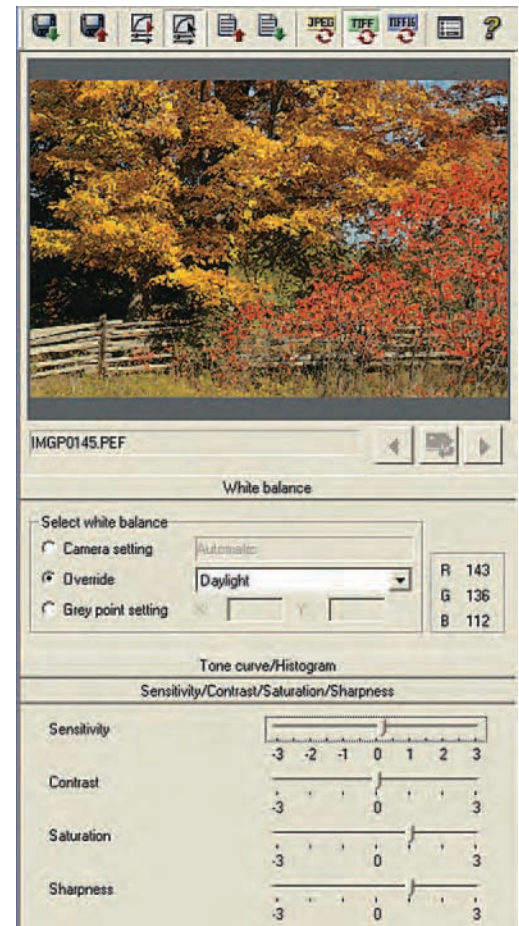 JPEG TIFF TIFF16 ?
IMGP0145.PEF
White balance
Select white balance
Camera setting Automatic
Override Daylight
Grey point setting X: Y:
R 143
G 136
B 112
Tone curve/Histogram
Sensitivity/Contrast/Saturation/Sharpness
Sensitivity
-3 -2 -1 0 1 2 3
Contrast
-3 0 3
Saturation
-3 0 3
Sharpness
-3 0 3